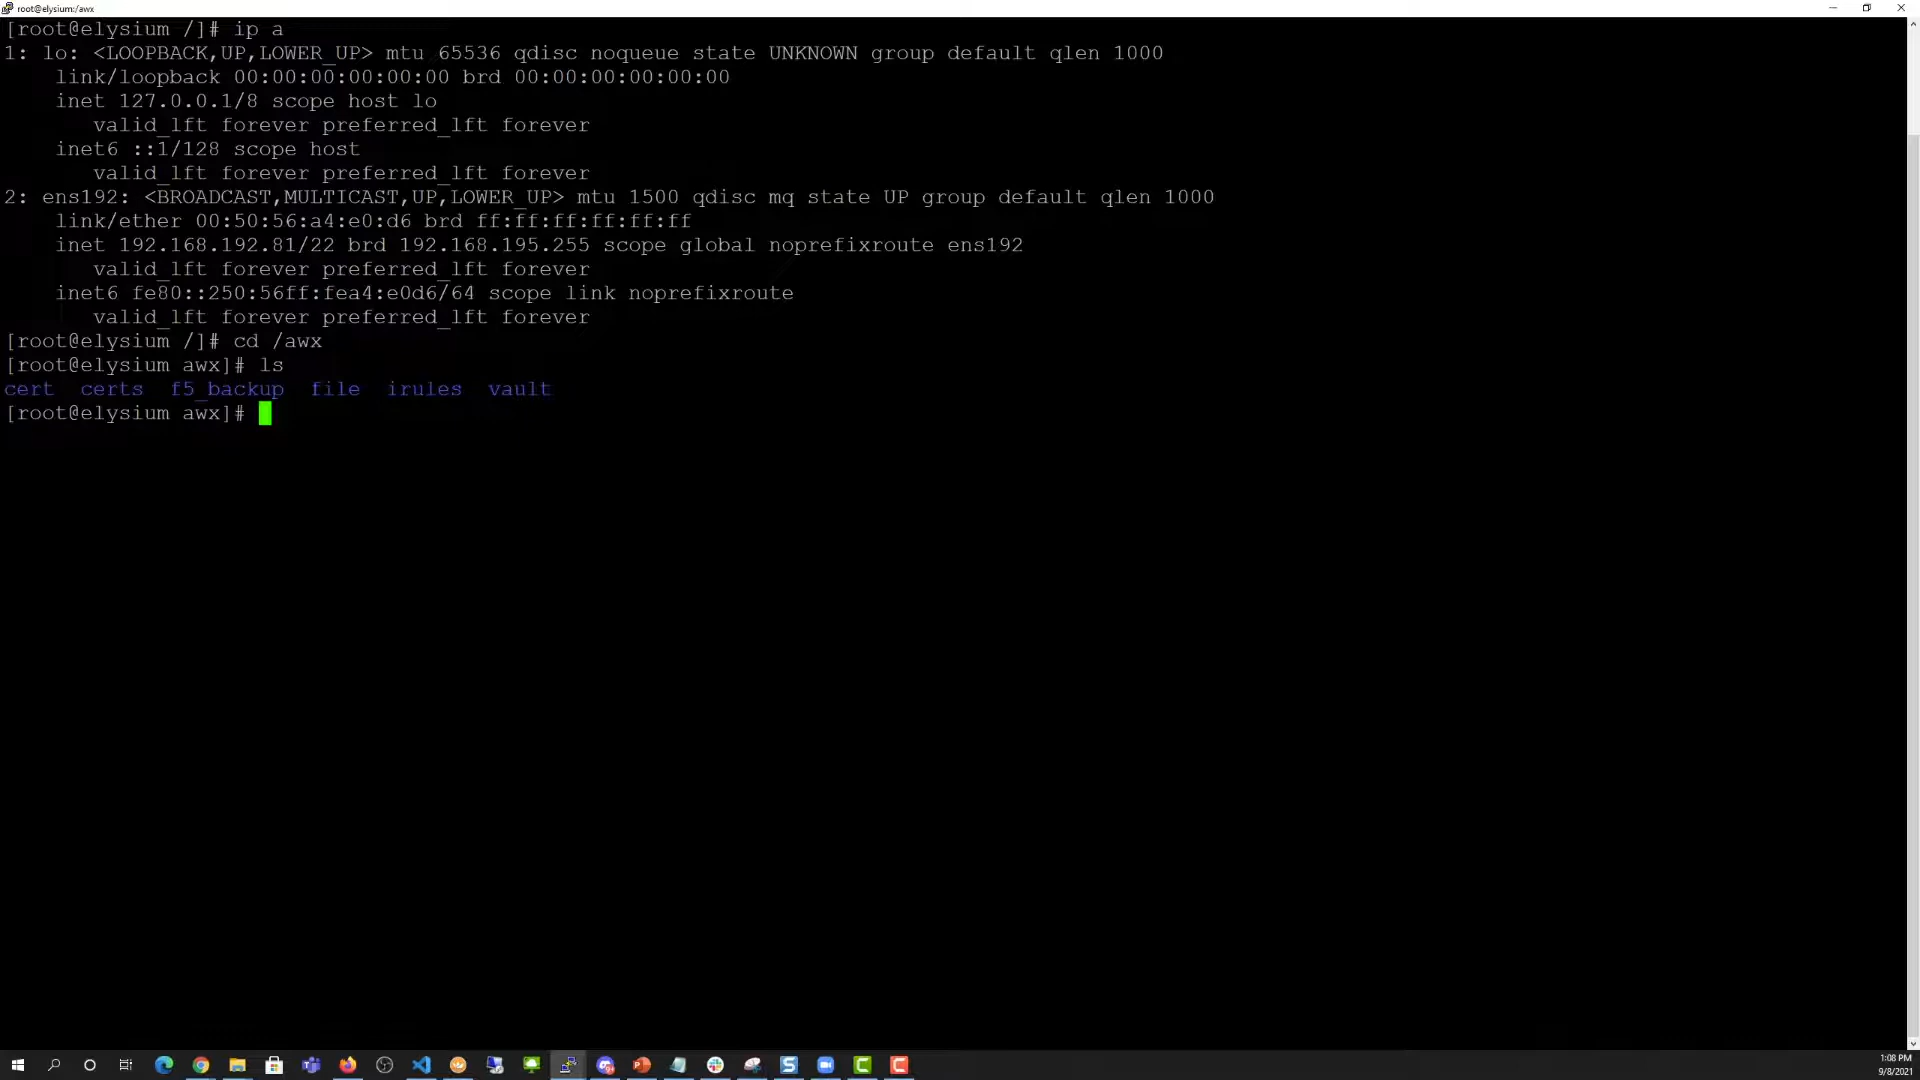 root@elysium:/awx
[root@elysium /]# ip a
1: lo: <LOOPBACK,UP,LOWER_UP> mtu 65536 qdisc noqueue state UNKNOWN group default qlen 1000
    link/loopback 00:00:00:00:00:00 brd 00:00:00:00:00:00
    inet 127.0.0.1/8 scope host lo
       valid_lft forever preferred_lft forever
    inet6 ::1/128 scope host
       valid_lft forever preferred_lft forever
2: ens192: <BROADCAST,MULTICAST,UP,LOWER_UP> mtu 1500 qdisc mq state UP group default qlen 1000
    link/ether 00:50:56:a4:e0:d6 brd ff:ff:ff:ff:ff:ff
    inet 192.168.192.81/22 brd 192.168.195.255 scope global noprefixroute ens192
       valid_lft forever preferred_lft forever
    inet6 fe80::250:56ff:fea4:e0d6/64 scope link noprefixroute
       valid_lft forever preferred_lft forever
[root@elysium /]# cd /awx
[root@elysium awx]# ls
cert  certs  f5_backup  file  irules  vault
[root@elysium awx]#
1:08 PM
9/8/2021